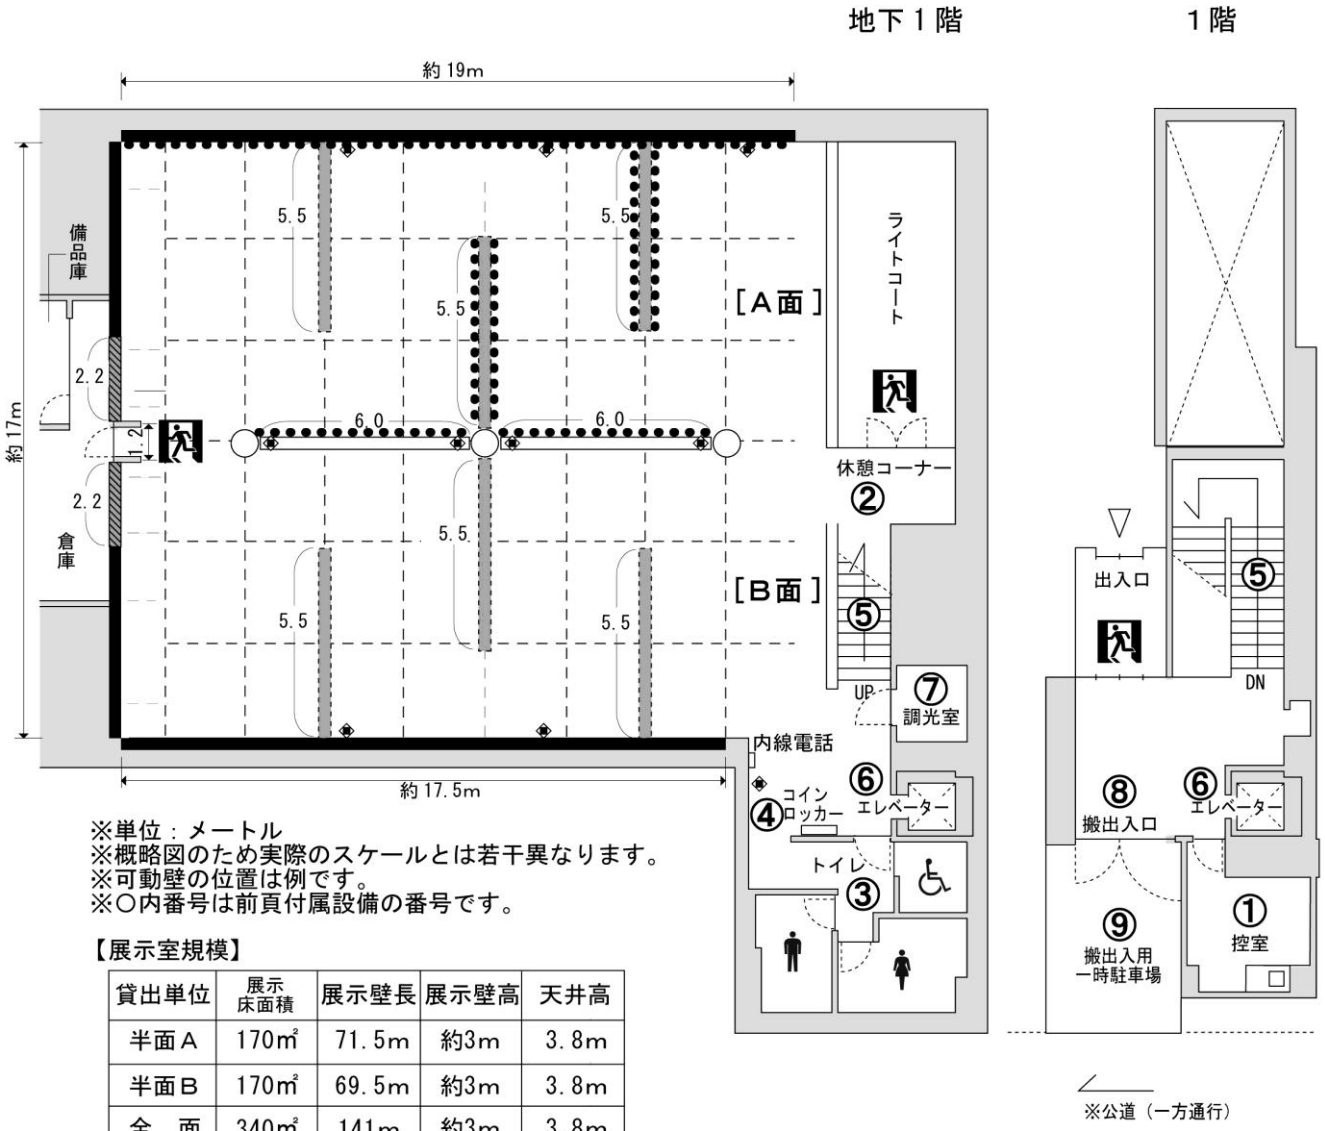 地下1階
1階
約19m
約17m
備品庫
5.5
5.5
5.5
[A面]
ライトコート
2.2
1.2
6.0
6.0
休憩コーナー
②
2.2
倉庫
5.5
5.5
5.5
[B面]
⑤
UP
⑦
調光室
内線電話
約17.5m
④
コイン
ロッカー
⑥
エレベーター
トイレ
③
出入口
⑤
DN
⑧
搬出入口
⑥
エレベーター
⑨
搬出入用
一時駐車場
①
控室
※公道(一方通行)
※単位:メートル
※概略図のため実際のスケールとは若干異なります。
※可動壁の位置は例です。
※○内番号は前頁付属設備の番号です。
【展示室規模】
貸出単位 展示床面積 展示壁長 展示壁高 天井高
半面A 170㎡ 71.5m 約3m 3.8m
半面B 170㎡ 69.5m 約3m 3.8m
全 面 340㎡ 141m 約3m 3.8m